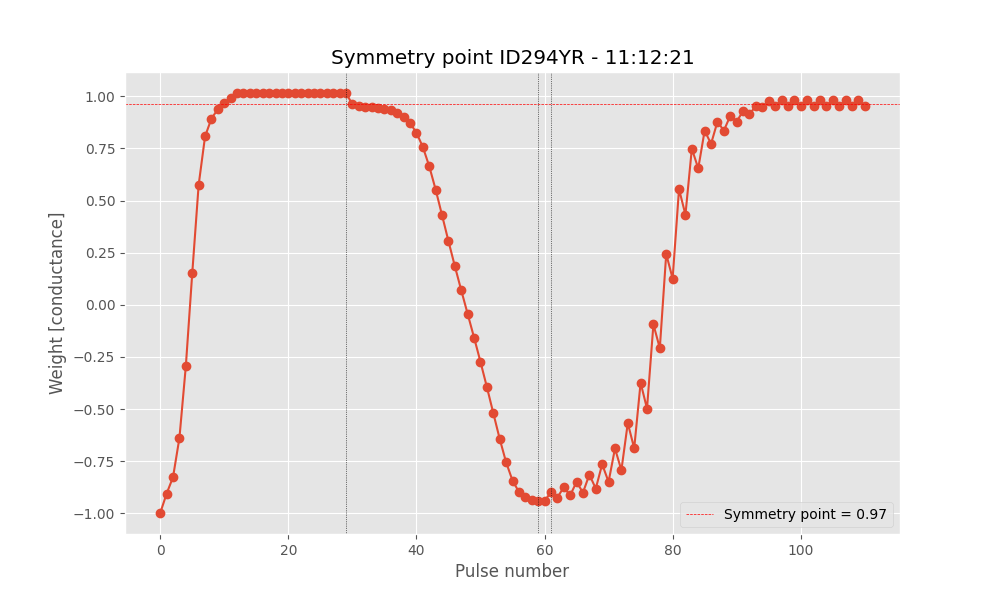 Symmetry point ID294YR - 11:12:21
1.00
0.75
0.50
0.25
0.00
−0.25
−0.50
−0.75
−1.00
Weight [conductance]
Symmetry point = 0.97
0 20 40 60 80 100
Pulse number